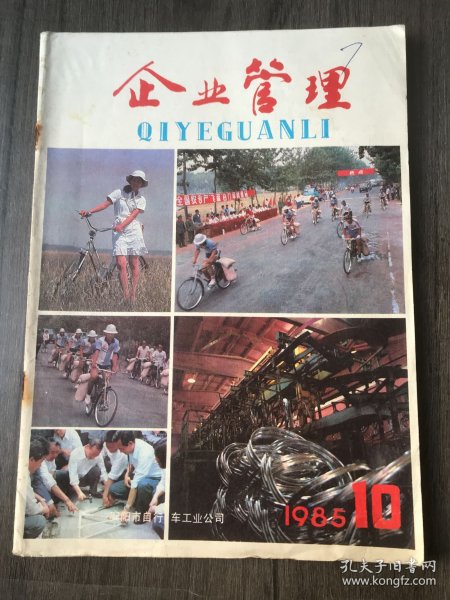 企业管理
QIYEGUANLI
阳市自行车工业公司
1985 10
孔夫子旧书网
www.kongfz.com